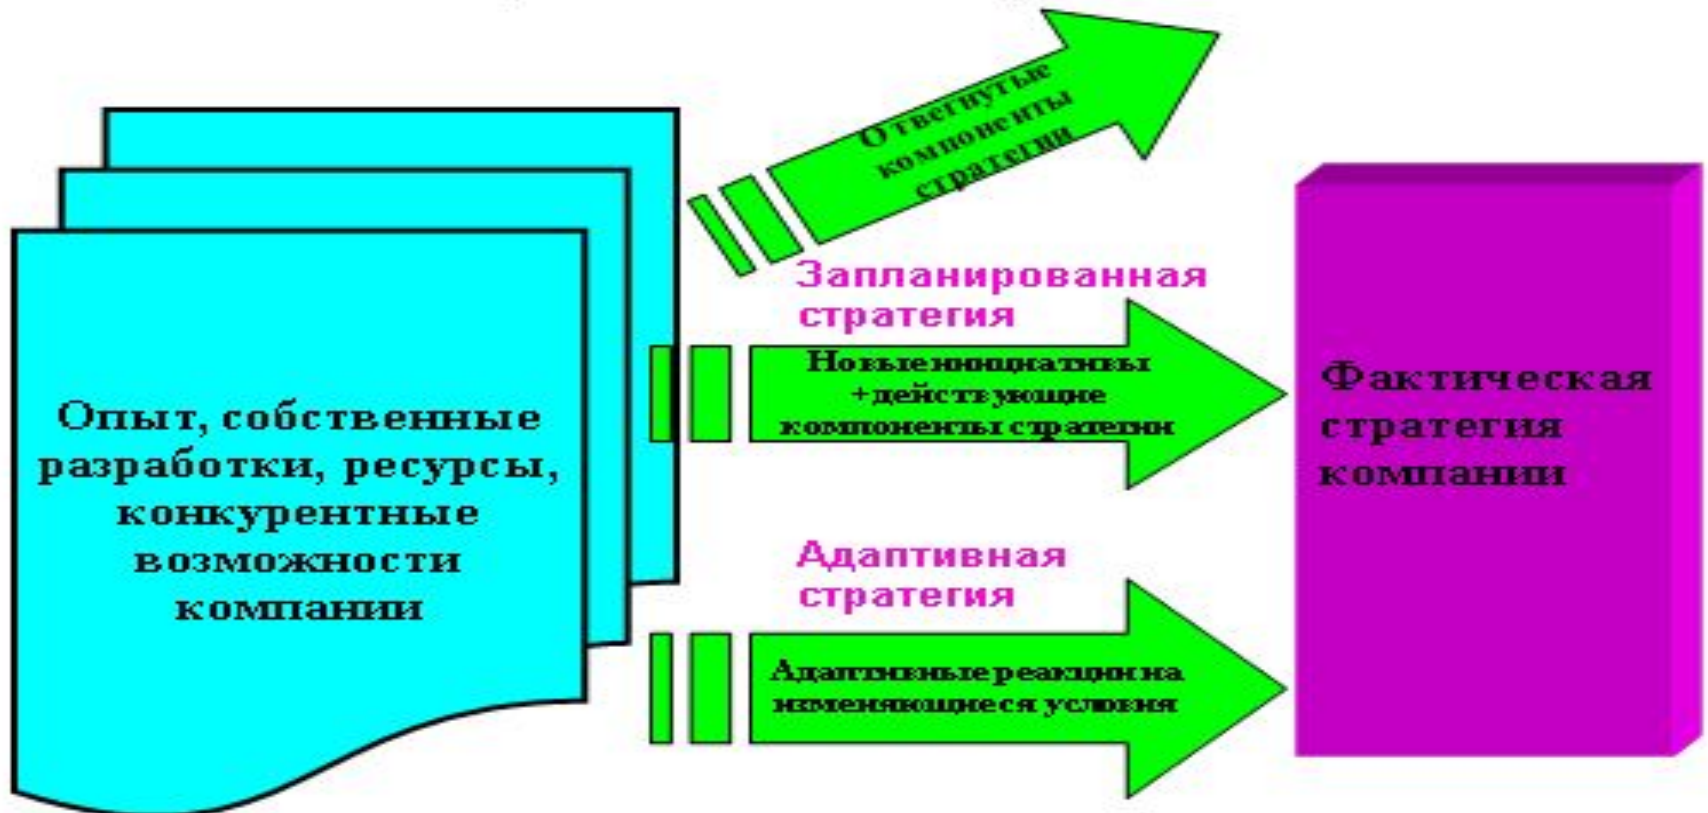 Опыт, собственные
разработки, ресурсы,
конкурентные
возможности
компании
Отвегнутые
компоненты
стратегии
Запланированная
стратегия
Новые инициативы
+действующие
компоненты стратегии
Адаптивная
стратегия
Адаптивные реакции на
изменяющиеся условия
Фактическая
стратегия
компании